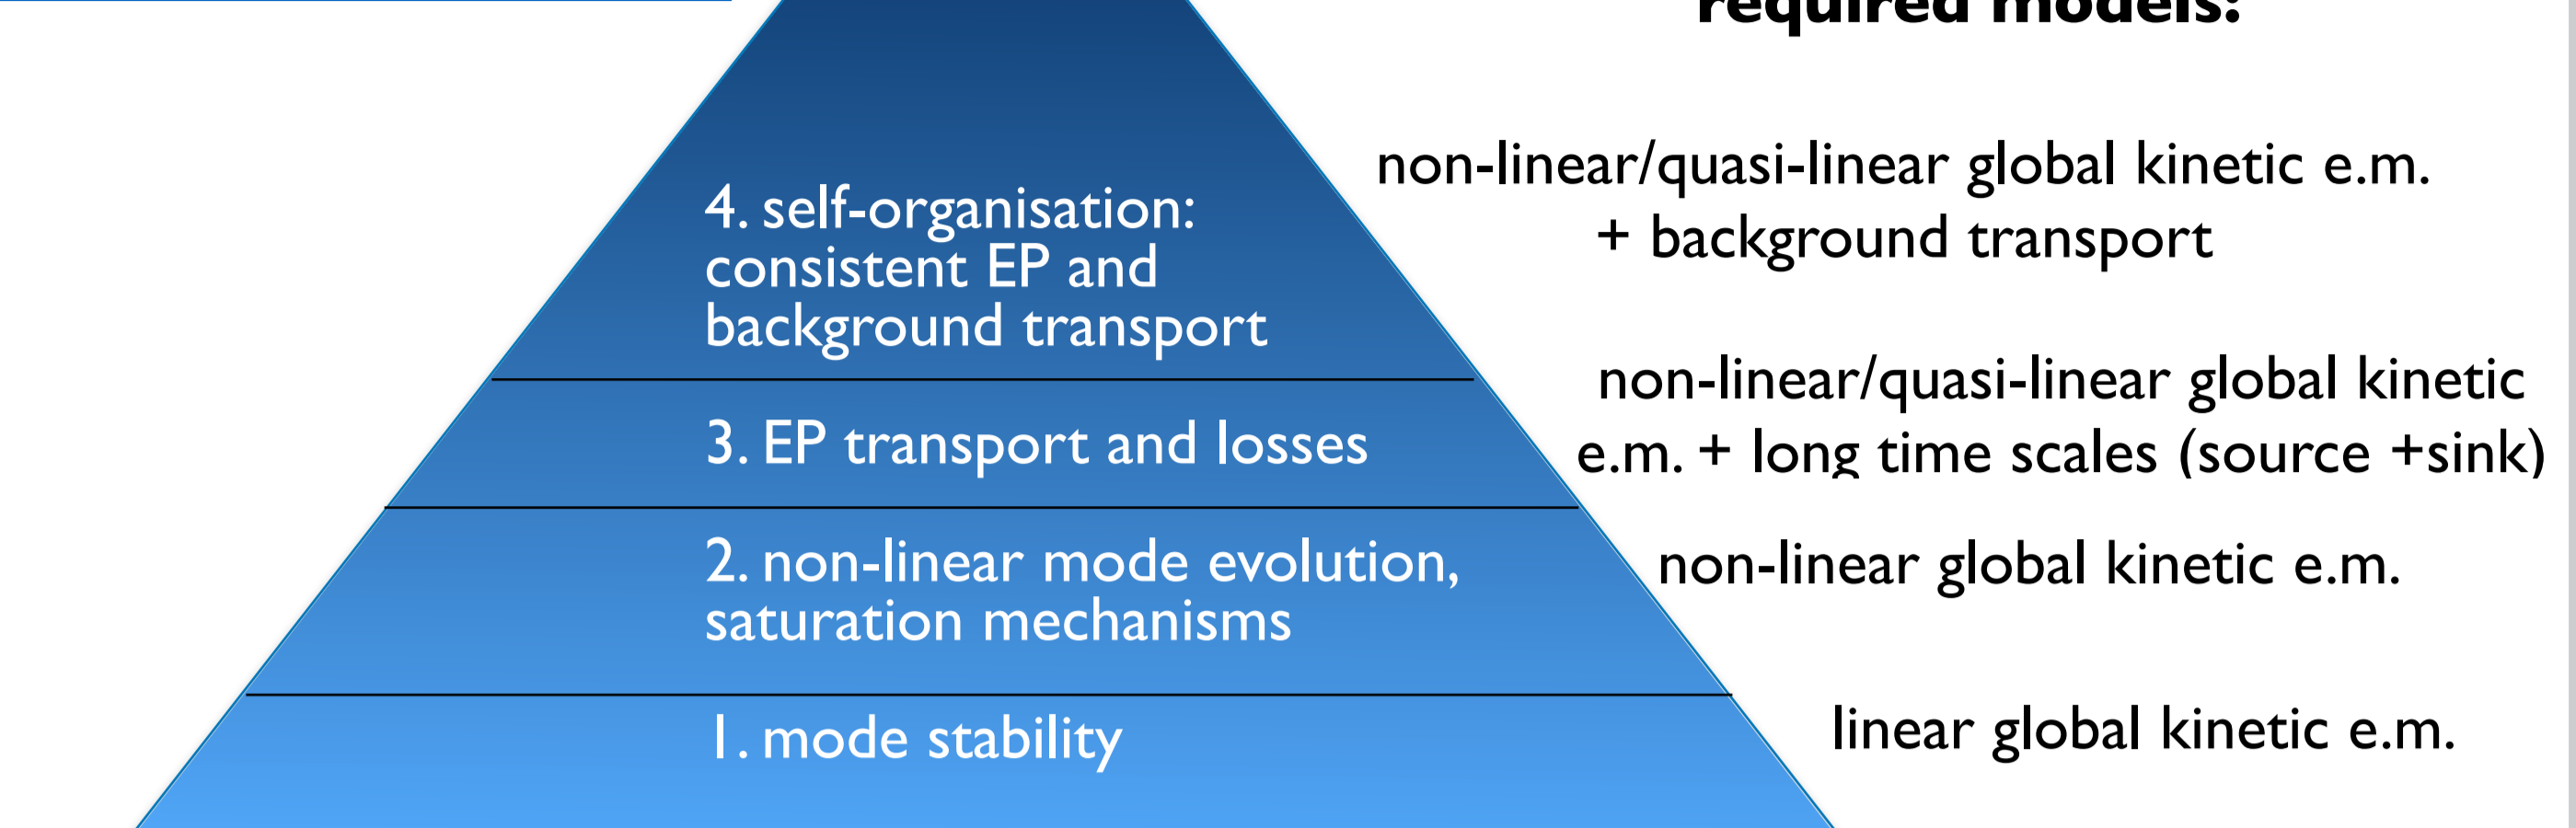 required models:
4. self-organisation:
consistent EP and
background transport
non-linear/quasi-linear global kinetic e.m.
+ background transport
3. EP transport and losses
non-linear/quasi-linear global kinetic
e.m. + long time scales (source +sink)
2. non-linear mode evolution,
saturation mechanisms
non-linear global kinetic e.m.
1. mode stability
linear global kinetic e.m.